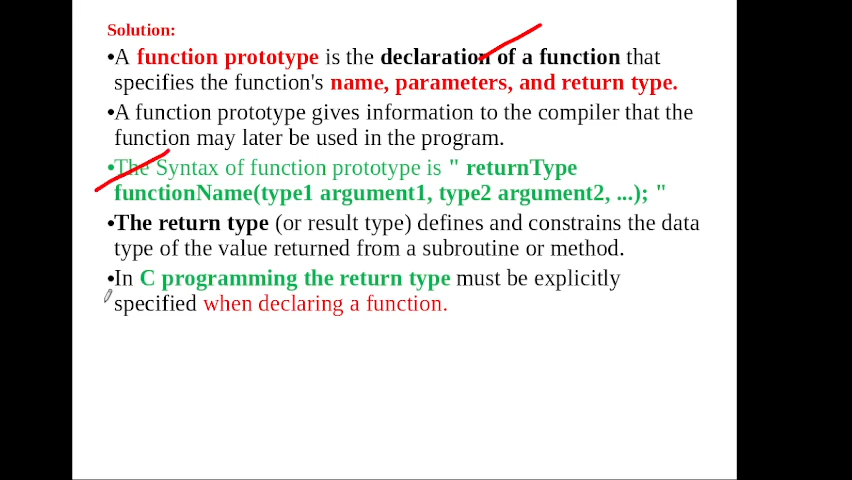 Solution:
•A function prototype is the declaration of a function that
specifies the function's name, parameters, and return type.
•A function prototype gives information to the compiler that the
function may later be used in the program.
•The Syntax of function prototype is " returnType
functionName(type1 argument1, type2 argument2, ...); "
•The return type (or result type) defines and constrains the data
type of the value returned from a subroutine or method.
•In C programming the return type must be explicitly
specified when declaring a function.